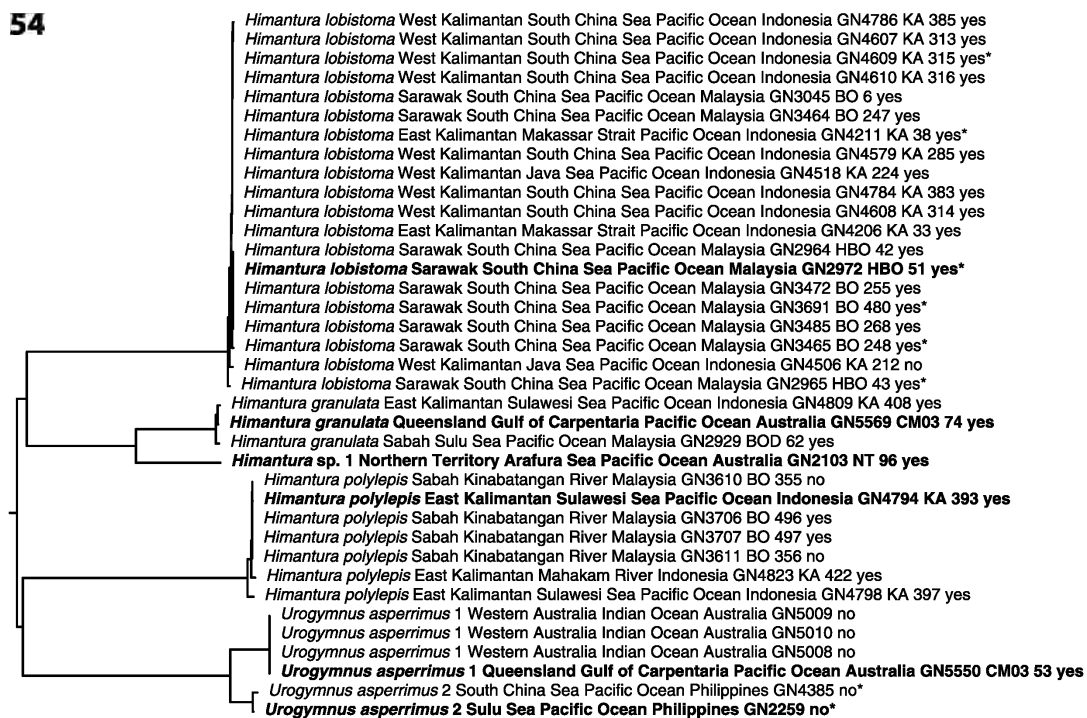 54
Himantura lobistoma West Kalimantan South China Sea Pacific Ocean Indonesia GN4786 KA 385 yes
Himantura lobistoma West Kalimantan South China Sea Pacific Ocean Indonesia GN4607 KA 313 yes
Himantura lobistoma West Kalimantan South China Sea Pacific Ocean Indonesia GN4609 KA 315 yes*
Himantura lobistoma West Kalimantan South China Sea Pacific Ocean Indonesia GN4610 KA 316 yes
Himantura lobistoma Sarawak South China Sea Pacific Ocean Malaysia GN3045 BO 6 yes
Himantura lobistoma Sarawak South China Sea Pacific Ocean Malaysia GN3464 BO 247 yes
Himantura lobistoma East Kalimantan Makassar Strait Pacific Ocean Indonesia GN4211 KA 38 yes*
Himantura lobistoma West Kalimantan South China Sea Pacific Ocean Indonesia GN4579 KA 285 yes
Himantura lobistoma West Kalimantan Java Sea Pacific Ocean Indonesia GN4518 KA 224 yes
Himantura lobistoma West Kalimantan South China Sea Pacific Ocean Indonesia GN4784 KA 383 yes
Himantura lobistoma West Kalimantan South China Sea Pacific Ocean Indonesia GN4608 KA 314 yes
Himantura lobistoma East Kalimantan Makassar Strait Pacific Ocean Indonesia GN4206 KA 33 yes
Himantura lobistoma Sarawak South China Sea Pacific Ocean Malaysia GN2964 HBO 42 yes
Himantura lobistoma Sarawak South China Sea Pacific Ocean Malaysia GN2972 HBO 51 yes*
Himantura lobistoma Sarawak South China Sea Pacific Ocean Malaysia GN3472 BO 255 yes
Himantura lobistoma Sarawak South China Sea Pacific Ocean Malaysia GN3691 BO 480 yes*
Himantura lobistoma Sarawak South China Sea Pacific Ocean Malaysia GN3485 BO 268 yes
Himantura lobistoma Sarawak South China Sea Pacific Ocean Malaysia GN3465 BO 248 yes*
Himantura lobistoma West Kalimantan Java Sea Pacific Ocean Indonesia GN4506 KA 212 no
Himantura lobistoma Sarawak South China Sea Pacific Ocean Malaysia GN2965 HBO 43 yes*
Himantura granulata East Kalimantan Sulawesi Sea Pacific Ocean Indonesia GN4809 KA 408 yes
Himantura granulata Queensland Gulf of Carpentaria Pacific Ocean Australia GN5569 CM03 74 yes
Himantura granulata Sabah Sulu Sea Pacific Ocean Malaysia GN2929 BOD 62 yes
Himantura sp. 1 Northern Territory Arafura Sea Pacific Ocean Australia GN2103 NT 96 yes
Himantura polylepis Sabah Kinabatangan River Malaysia GN3610 BO 355 no
Himantura polylepis East Kalimantan Sulawesi Sea Pacific Ocean Indonesia GN4794 KA 393 yes
Himantura polylepis Sabah Kinabatangan River Malaysia GN3706 BO 496 yes
Himantura polylepis Sabah Kinabatangan River Malaysia GN3707 BO 497 yes
Himantura polylepis Sabah Kinabatangan River Malaysia GN3611 BO 356 no
Himantura polylepis East Kalimantan Mahakam River Indonesia GN4823 KA 422 yes
Himantura polylepis East Kalimantan Sulawesi Sea Pacific Ocean Indonesia GN4798 KA 397 yes
Urogymnus asperrimus 1 Western Australia Indian Ocean Australia GN5009 no
Urogymnus asperrimus 1 Western Australia Indian Ocean Australia GN5010 no
Urogymnus asperrimus 1 Western Australia Indian Ocean Australia GN5008 no
Urogymnus asperrimus 1 Queensland Gulf of Carpentaria Pacific Ocean Australia GN5550 CM03 53 yes
Urogymnus asperrimus 2 South China Sea Pacific Ocean Philippines GN4385 no*
Urogymnus asperrimus 2 Sulu Sea Pacific Ocean Philippines GN2259 no*